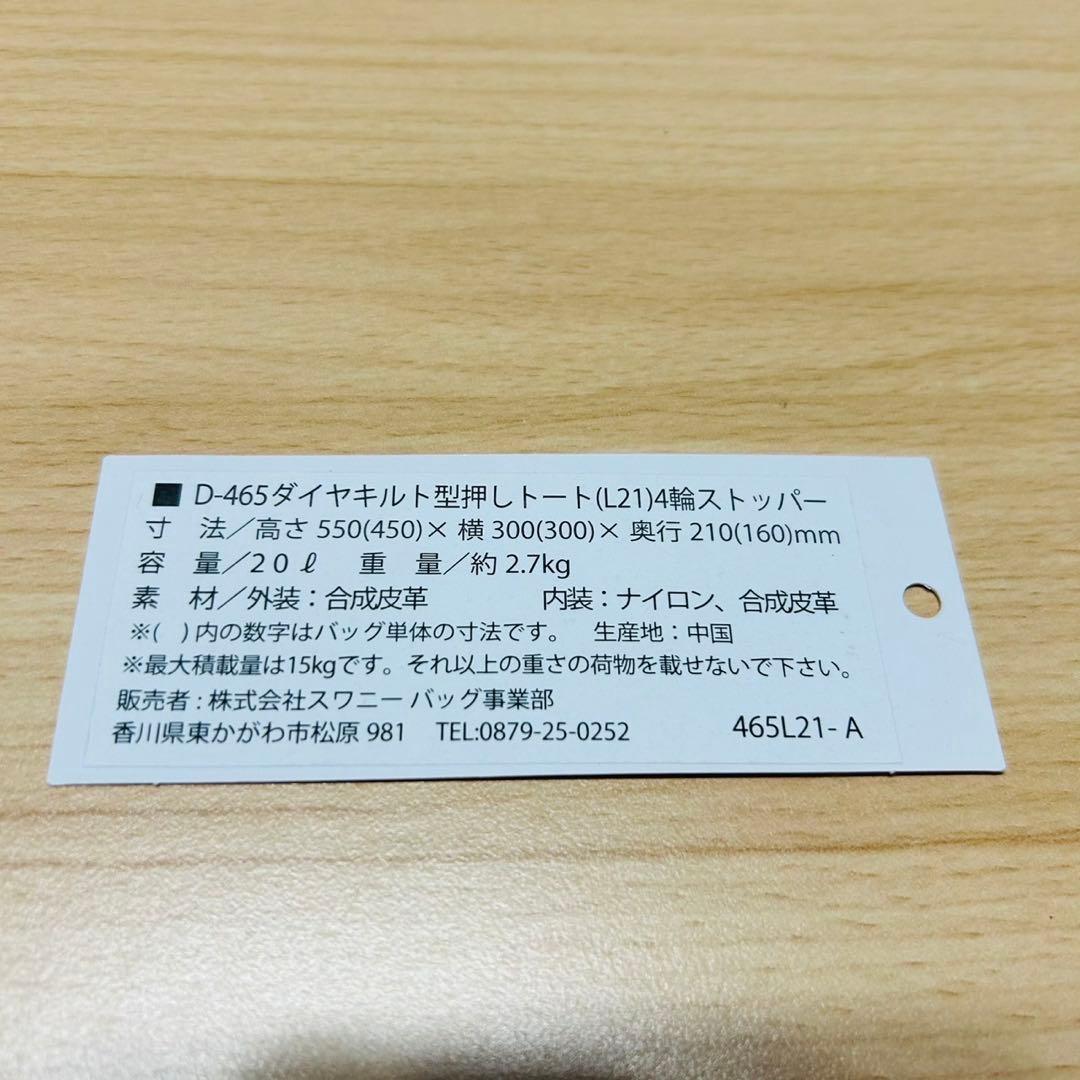 ■ D-465ダイヤキルト型押しトート(L21)4輪ストッパー
寸　法／高さ 550(450)× 横 300(300)× 奥行 210(160)mm
容　量／２０ℓ　重　量／約 2.7kg
素　材／外装：合成皮革　内装：ナイロン、合成皮革
※(　) 内の数字はバッグ単体の寸法です。　生産地：中国
※最大積載量は15kgです。それ以上の重さの荷物を載せないで下さい。
販売者 : 株式会社スワニー バッグ事業部
香川県東かがわ市松原 981　TEL:0879-25-0252　465L21- A